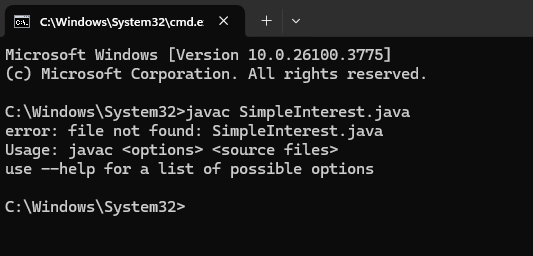 C:\Windows\System32\cmd.e
Microsoft Windows [Version 10.0.26100.3775]
(c) Microsoft Corporation. All rights reserved.
C:\Windows\System32>javac SimpleInterest.java
error: file not found: SimpleInterest.java
Usage: javac <options> <source files>
use --help for a list of possible options
C:\Windows\System32>